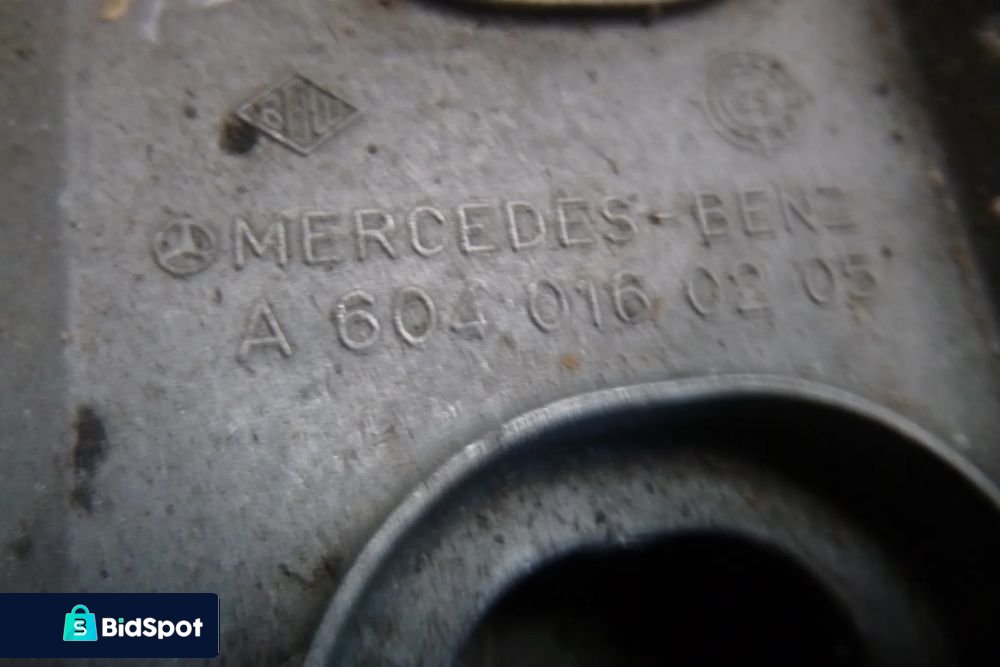 MERCEDES-BENZ
A 604 016 02 05
BidSpot